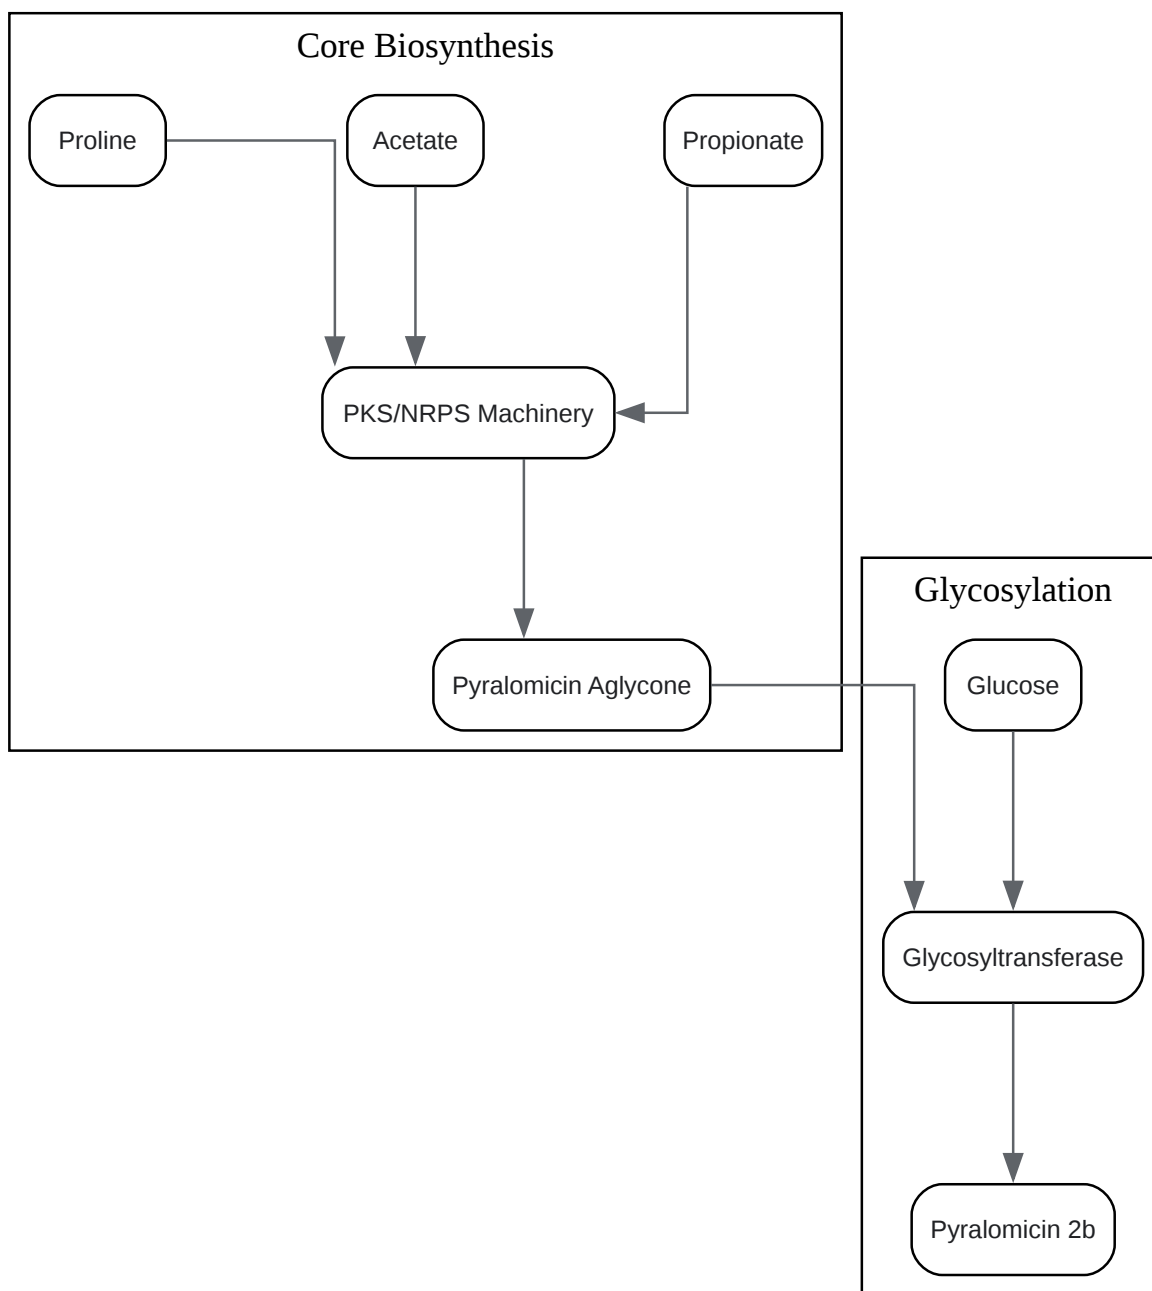 Core Biosynthesis
Proline
Acetate
Propionate
PKS/NRPS Machinery
Pyralomicin Aglycone
Glycosylation
Glucose
Glycosyltransferase
Pyralomicin 2b